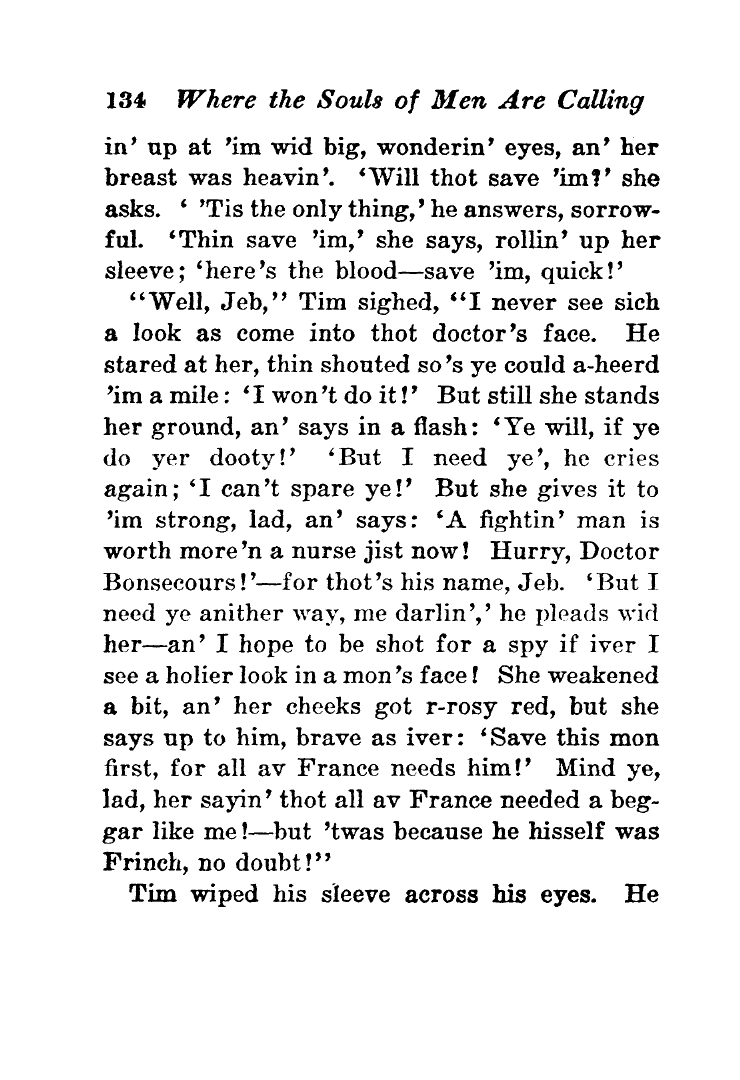 134 Where the Souls of Men Are Calling
in’ up at ’im wid big, wonderin’ eyes, an’ her
breast was heavin’. ‘Will thot save ’im?’ she
asks. ‘ ’Tis the only thing,’ he answers, sorrow-
ful. ‘Thin save ’im,’ she says, rollin’ up her
sleeve; ‘here’s the blood—save ’im, quick!’
“Well, Jeb,” Tim sighed, “I never see sich
a look as come into thot doctor’s face. He
stared at her, thin shouted so’s ye could a-heerd
’im a mile: ‘I won’t do it!’ But still she stands
her ground, an’ says in a flash: ‘Ye will, if ye
do yer dooty!’ ‘But I need ye’, he cries
again; ‘I can’t spare ye!’ But she gives it to
’im strong, lad, an’ says: ‘A fightin’ man is
worth more’n a nurse jist now! Hurry, Doctor
Bonsecours!’—for thot’s his name, Jeb. ‘But I
need ye anither way, me darlin’,’ he pleads wid
her—an’ I hope to be shot for a spy if iver I
see a holier look in a mon’s face! She weakened
a bit, an’ her cheeks got r-rosy red, but she
says up to him, brave as iver: ‘Save this mon
first, for all av France needs him!’ Mind ye,
lad, her sayin’ thot all av France needed a beg-
gar like me!—but ’twas because he hisself was
Frinch, no doubt!”
Tim wiped his sleeve across his eyes. He